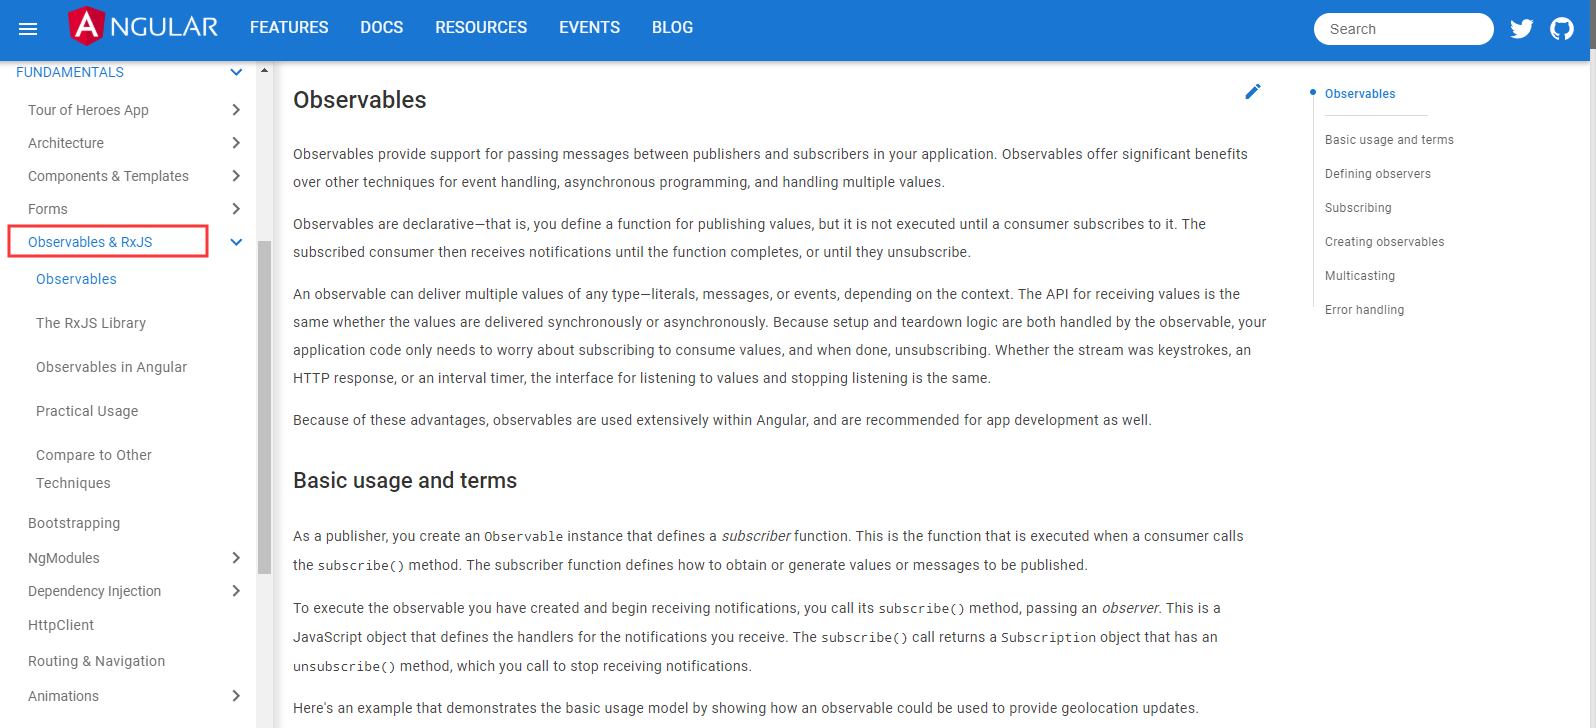 ANGULAR
FEATURES
DOCS
RESOURCES
EVENTS
BLOG
Search
FUNDAMENTALS
Tour of Heroes App
Architecture
Components & Templates
Forms
Observables & RxJS
Observables
The RxJS Library
Observables in Angular
Practical Usage
Compare to Other
Techniques
Bootstrapping
NgModules
Dependency Injection
HttpClient
Routing & Navigation
Animations
Observables
Observables provide support for passing messages between publishers and subscribers in your application. Observables offer significant benefits
over other techniques for event handling, asynchronous programming, and handling multiple values.
Observables are declarative—that is, you define a function for publishing values, but it is not executed until a consumer subscribes to it. The
subscribed consumer then receives notifications until the function completes, or until they unsubscribe.
An observable can deliver multiple values of any type—literals, messages, or events, depending on the context. The API for receiving values is the
same whether the values are delivered synchronously or asynchronously. Because setup and teardown logic are both handled by the observable, your
application code only needs to worry about subscribing to consume values, and when done, unsubscribing. Whether the stream was keystrokes, an
HTTP response, or an interval timer, the interface for listening to values and stopping listening is the same.
Because of these advantages, observables are used extensively within Angular, and are recommended for app development as well.
Basic usage and terms
As a publisher, you create an Observable instance that defines a subscriber function. This is the function that is executed when a consumer calls
the subscribe() method. The subscriber function defines how to obtain or generate values or messages to be published.
To execute the observable you have created and begin receiving notifications, you call its subscribe() method, passing an observer. This is a
JavaScript object that defines the handlers for the notifications you receive. The subscribe() call returns a Subscription object that has an
unsubscribe() method, which you call to stop receiving notifications.
Here's an example that demonstrates the basic usage model by showing how an observable could be used to provide geolocation updates.
Observables
Basic usage and terms
Defining observers
Subscribing
Creating observables
Multicasting
Error handling